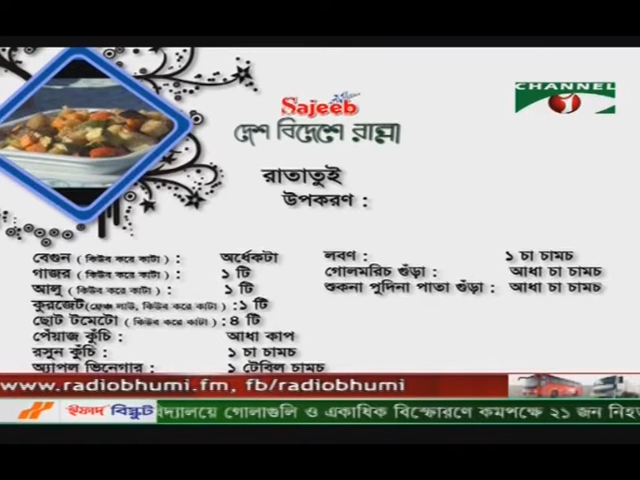 Sajeeb
দেশ বিদেশে রান্না
CHANNEL
i
রাতাতুই
উপকরণ :
বেগুন ( কিউব করে কাটা ) : অর্ধেকটা
গাজর ( কিউব করে কাটা ) : ১ টি
আলু ( কিউব করে কাটা ) : ১ টি
কুরজেট(ফ্রেঞ্চ লাউ, কিউব করে কাটা) : ১ টি
ছোট টমেটো ( কিউব করে কাটা ) : ৪ টি
পেঁয়াজ কুঁচি : আধা কাপ
রসুন কুঁচি : ১ চা চামচ
অ্যাপল ভিনেগার : ১ টেবিল চামচ
লবণ : ১ চা চামচ
গোলমরিচ গুঁড়া : আধা চা চামচ
শুকনা পুদিনা পাতা গুঁড়া : আধা চা চামচ
www.radiobhumi.fm, fb/radiobhumi
ইফাদ বিস্কুট
বিদ্যালয়ে গোলাগুলি ও একাধিক বিস্ফোরণে কমপক্ষে ২১ জন নিহত